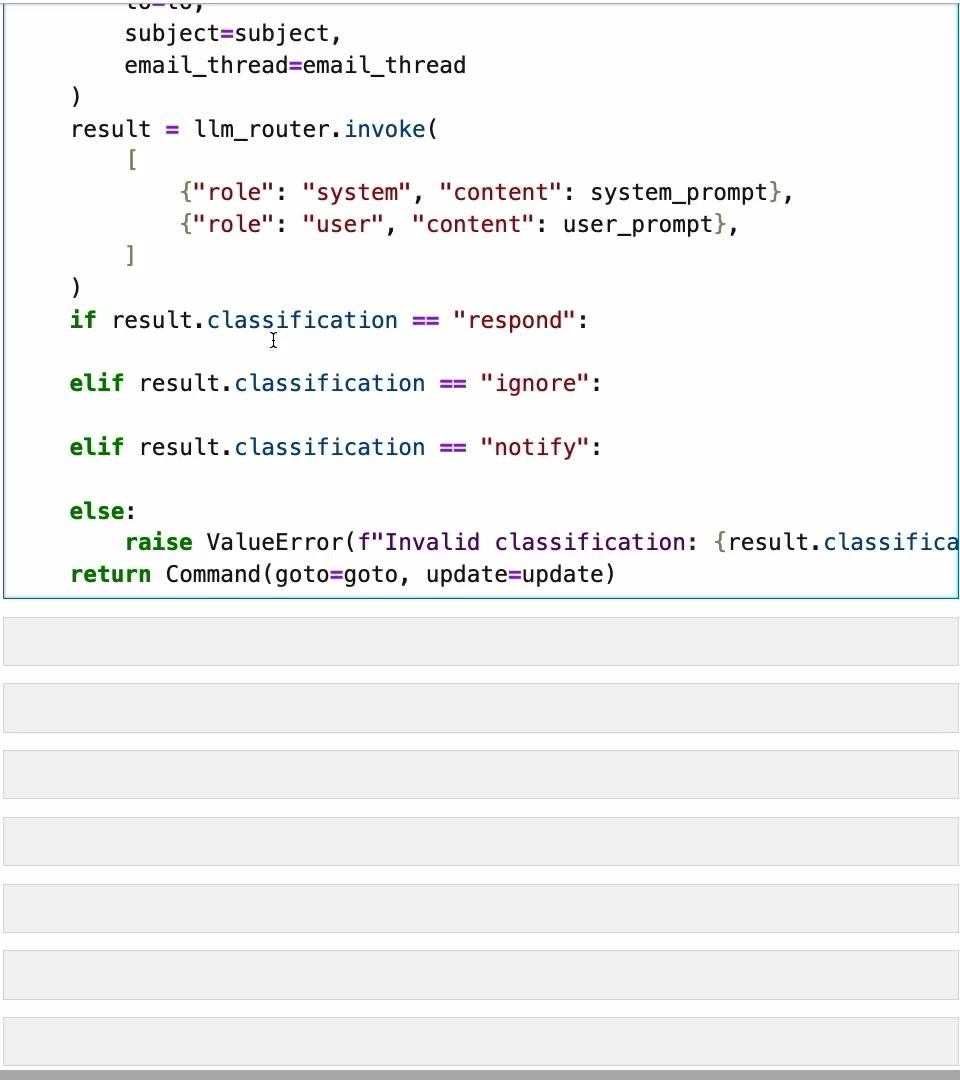 to=to,
subject=subject,
email_thread=email_thread
)
result = llm_router.invoke(
[
{"role": "system", "content": system_prompt},
{"role": "user", "content": user_prompt},
]
)
if result.classification == "respond":
elif result.classification == "ignore":
elif result.classification == "notify":
else:
raise ValueError(f"Invalid classification: {result.classifica
return Command(goto=goto, update=update)